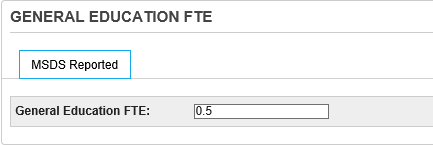 GENERAL EDUCATION FTE
MSDS Reported
General Education FTE: 0.5